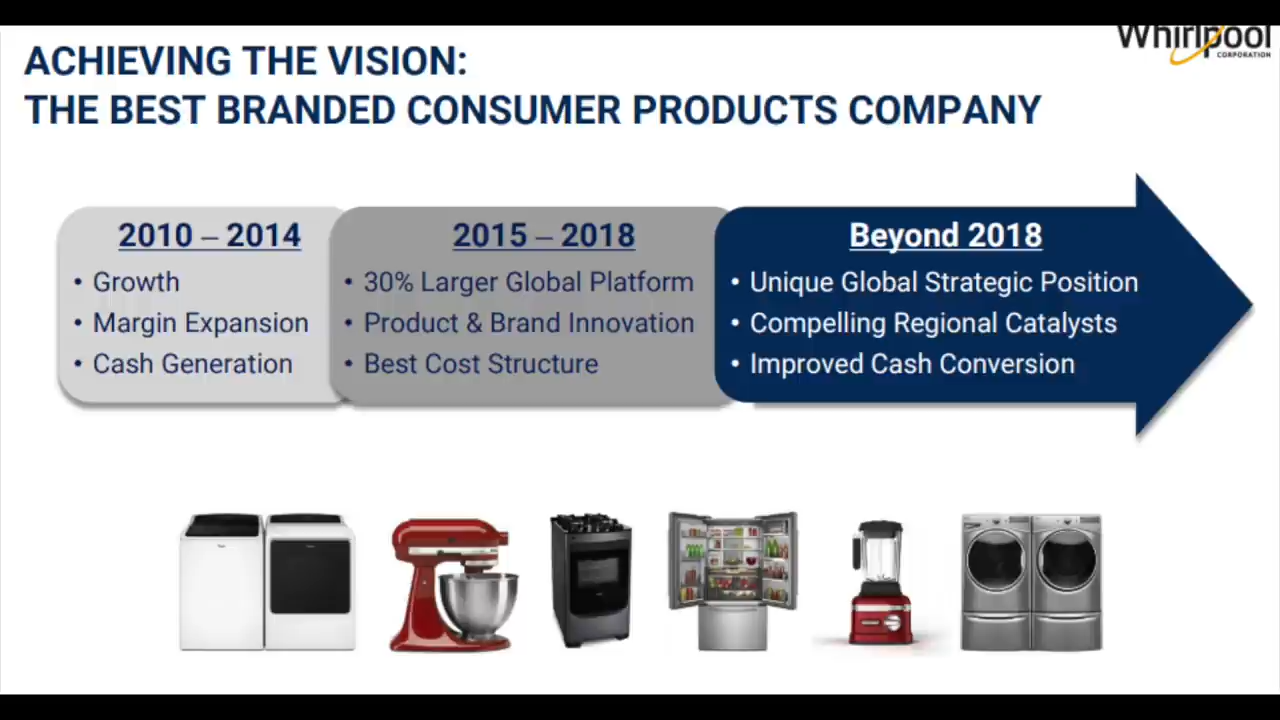 Whirlpool
CORPORATION
ACHIEVING THE VISION:
THE BEST BRANDED CONSUMER PRODUCTS COMPANY
2010 – 2014
• Growth
• Margin Expansion
• Cash Generation
2015 – 2018
• 30% Larger Global Platform
• Product & Brand Innovation
• Best Cost Structure
Beyond 2018
• Unique Global Strategic Position
• Compelling Regional Catalysts
• Improved Cash Conversion